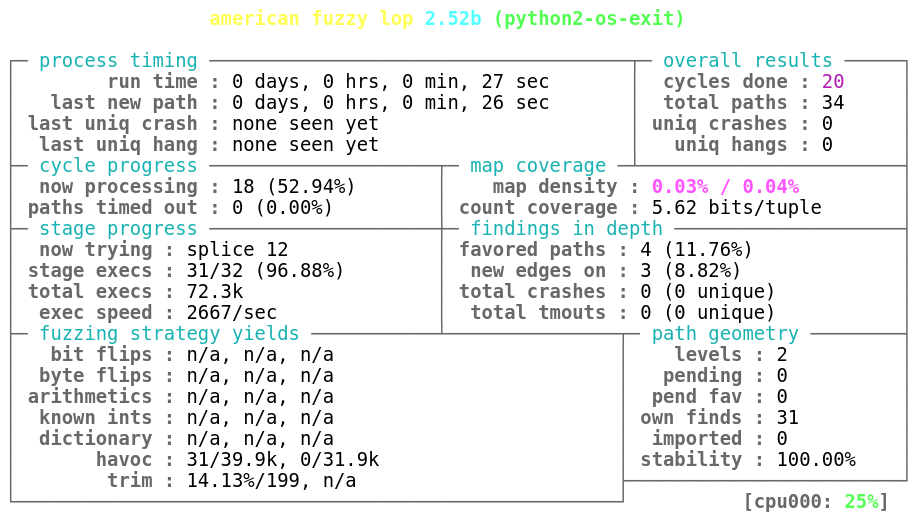 american fuzzy lop 2.52b (python2-os-exit)
process timing overall results
run time : 0 days, 0 hrs, 0 min, 27 sec cycles done : 20
last new path : 0 days, 0 hrs, 0 min, 26 sec total paths : 34
last uniq crash : none seen yet uniq crashes : 0
last uniq hang : none seen yet uniq hangs : 0
cycle progress map coverage
now processing : 18 (52.94%) map density : 0.03% / 0.04%
paths timed out : 0 (0.00%) count coverage : 5.62 bits/tuple
stage progress findings in depth
now trying : splice 12 favored paths : 4 (11.76%)
stage execs : 31/32 (96.88%) new edges on : 3 (8.82%)
total execs : 72.3k total crashes : 0 (0 unique)
exec speed : 2667/sec total tmouts : 0 (0 unique)
fuzzing strategy yields path geometry
bit flips : n/a, n/a, n/a levels : 2
byte flips : n/a, n/a, n/a pending : 0
arithmetics : n/a, n/a, n/a pend fav : 0
known ints : n/a, n/a, n/a own finds : 31
dictionary : n/a, n/a, n/a imported : 0
havoc : 31/39.9k, 0/31.9k stability : 100.00%
trim : 14.13%/199, n/a
[cpu000: 25%]